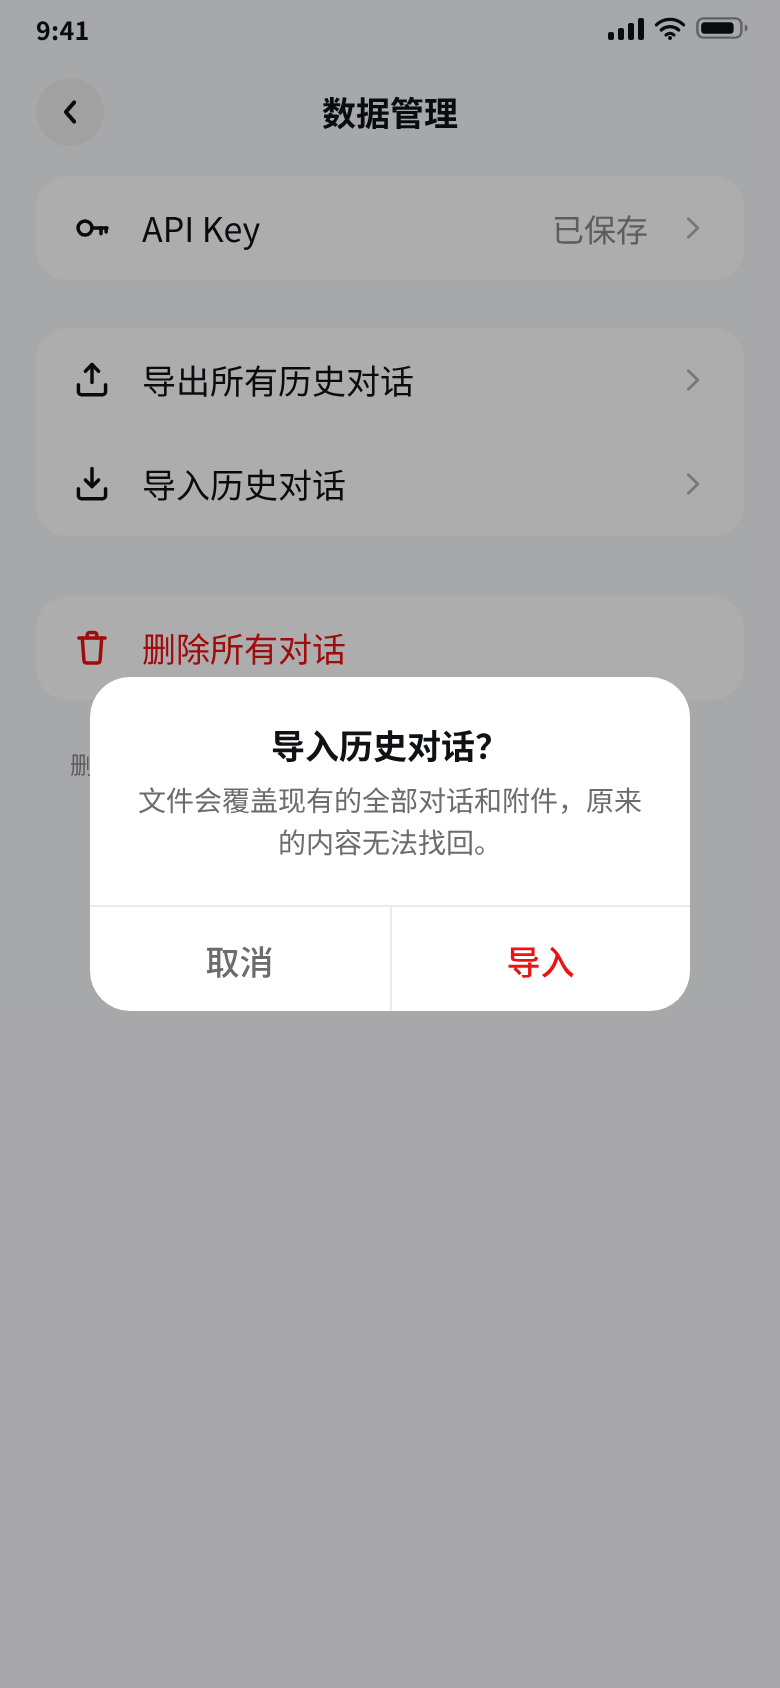 9:41
数据管理
API Key 已保存
导出所有历史对话
导入历史对话
删除所有对话
删
导入历史对话？
文件会覆盖现有的全部对话和附件，原来
的内容无法找回。
取消 导入